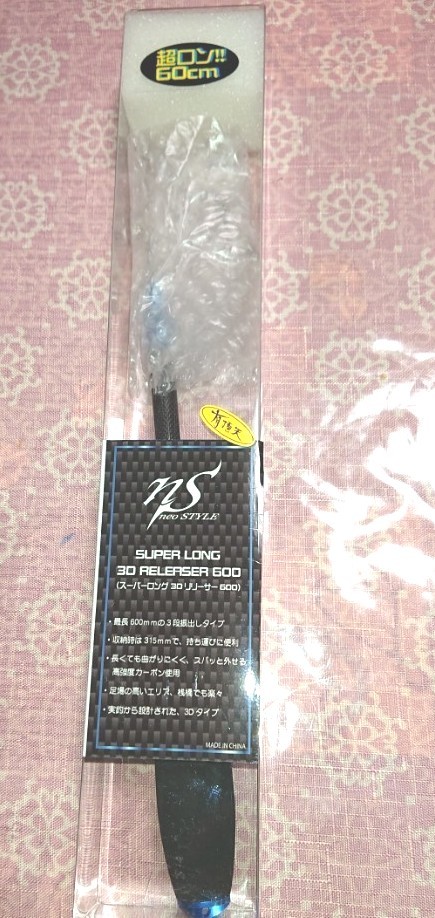 超ロン!!
60cm
有頂天
ns
neo STYLE
SUPER LONG
3D RELEASER 600
(スーパーロング 3D リリーサー 600)
・最長 600mmの3段振出しタイプ
・収納時は 315mmで、持ち運びに便利
・長くても曲がりにくく、スパッと外せる
高強度カーボン使用
・足場の高いエリア、桟橋でも楽々
・実釣から設計された、3Dタイプ
MADE IN CHINA